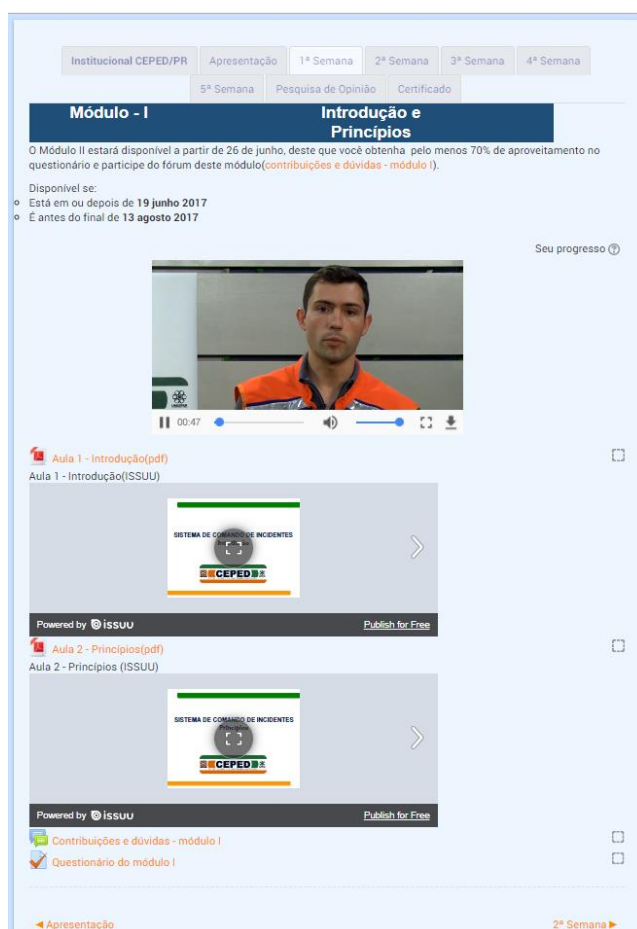 Institucional CEPED/PR Apresentação 1ª Semana 2ª Semana 3ª Semana 4ª Semana
5ª Semana Pesquisa de Opinião Certificado
Módulo - I Introdução e
Princípios
O Módulo II estará disponível a partir de 26 de junho, deste que você obtenha pelo menos 70% de aproveitamento no
questionário e participe do fórum deste módulo(contribuições e dúvidas - módulo I).
Disponível se:
Está em ou depois de 19 junho 2017
É antes do final de 13 agosto 2017
Seu progresso
00:47
Aula 1 - Introdução(pdf)
Aula 1 - Introdução(ISSUU)
SISTEMA DE COMANDO DE INCIDENTES
CEPED
Powered by issuu Publish for Free
Aula 2 - Princípios(pdf)
Aula 2 - Princípios (ISSUU)
SISTEMA DE COMANDO DE INCIDENTES
Princípios
CEPED
Powered by issuu Publish for Free
Contribuições e dúvidas - módulo I
Questionário do módulo I
◄ Apresentação 2ª Semana ►